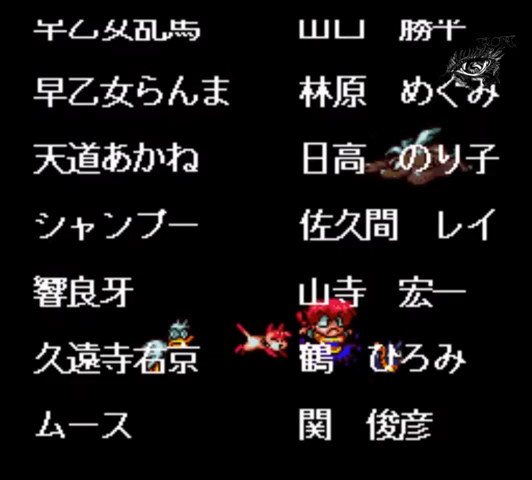 早乙女乱馬 山口 勝平
早乙女らんま 林原 めぐみ
天道あかね 日高 のり子
シャンプー 佐久間 レイ
響良牙 山寺 宏一
久遠寺右京 鶴 ひろみ
ムース 関 俊彦